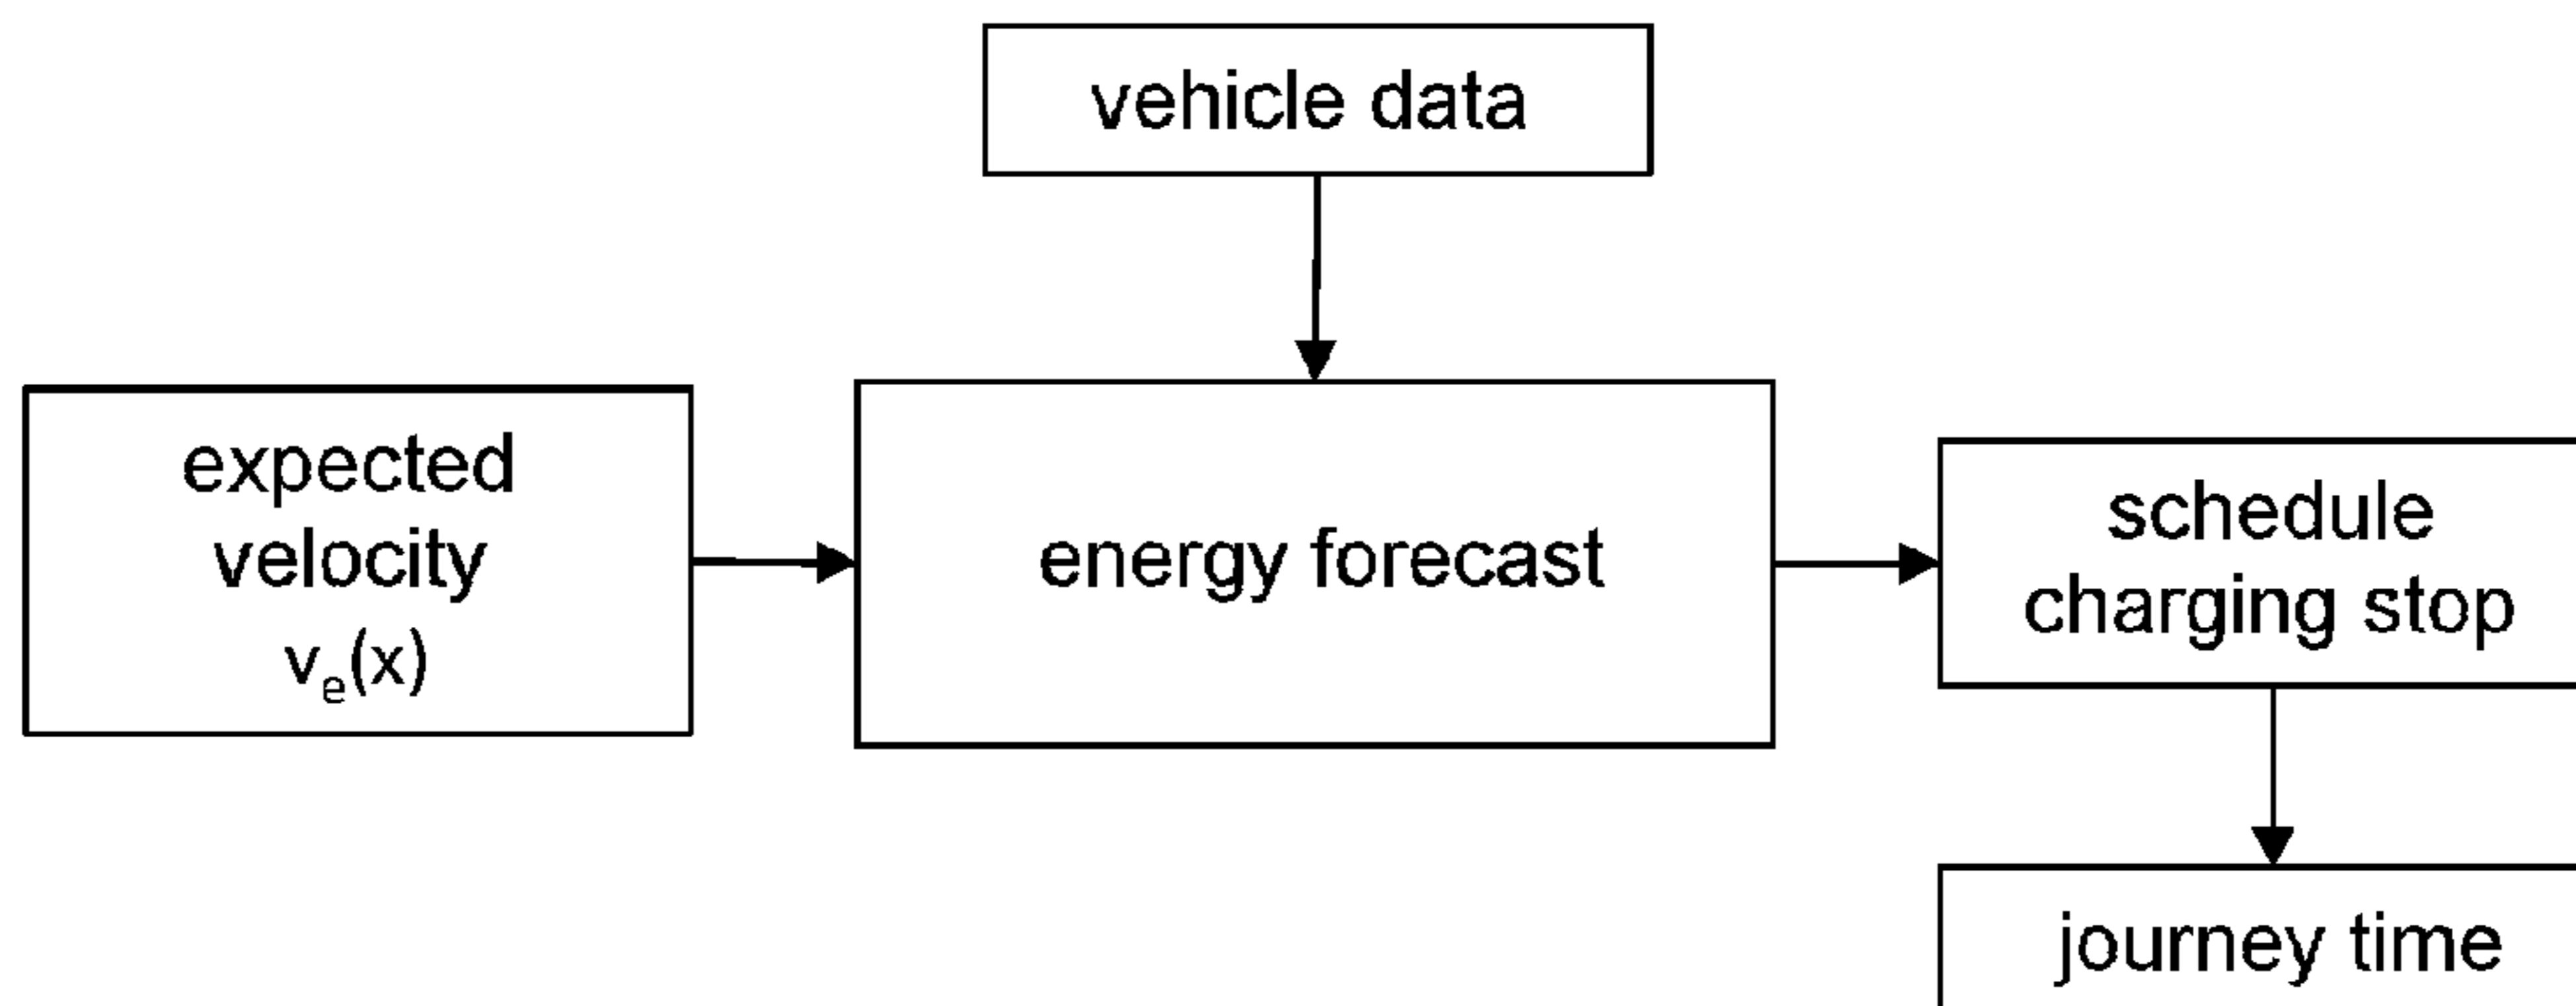 vehicle data
expected
velocity
vₑ(x)
energy forecast
schedule
charging stop
journey time